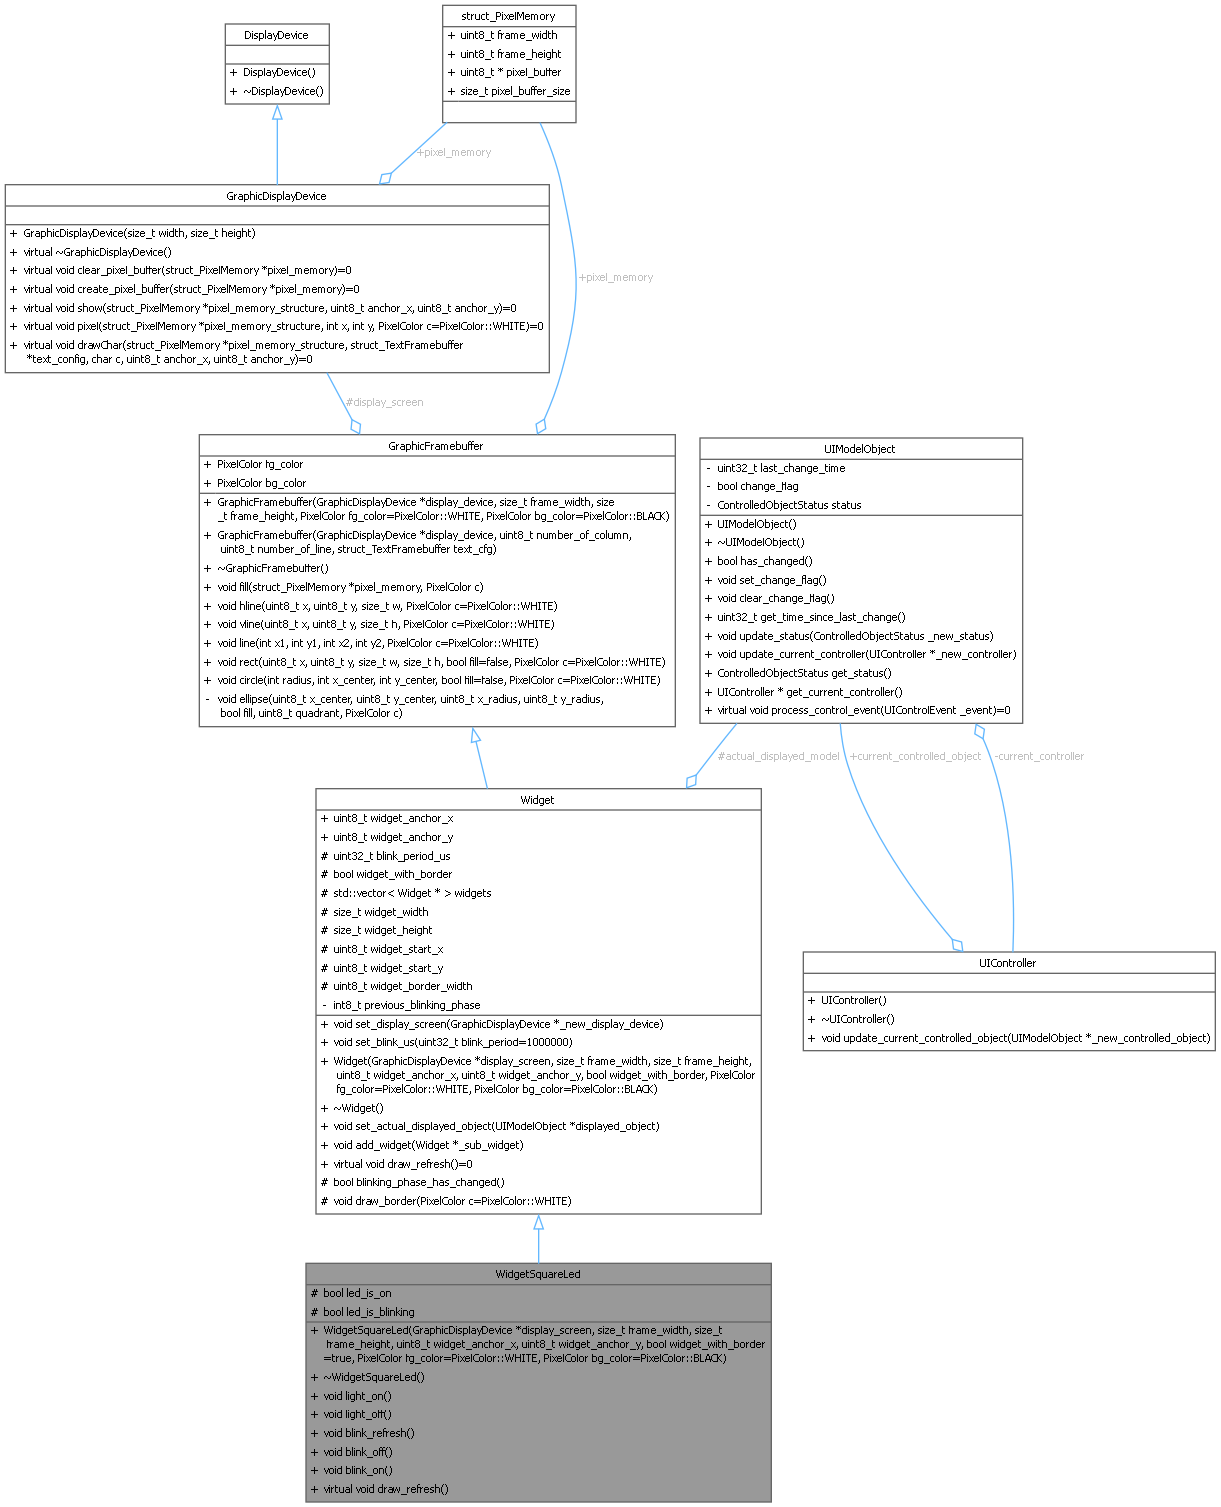 struct_PixelMemory
+ uint8_t frame_width
+ uint8_t frame_height
+ uint8_t * pixel_buffer
+ size_t pixel_buffer_size
DisplayDevice
+ DisplayDevice()
+ ~DisplayDevice()
+pixel_memory
GraphicDisplayDevice
+ GraphicDisplayDevice(size_t width, size_t height)
+ virtual ~GraphicDisplayDevice()
+ virtual void clear_pixel_buffer(struct_PixelMemory *pixel_memory)=0
+ virtual void create_pixel_buffer(struct_PixelMemory *pixel_memory)=0
+ virtual void show(struct_PixelMemory *pixel_memory_structure, uint8_t anchor_x, uint8_t anchor_y)=0
+ virtual void pixel(struct_PixelMemory *pixel_memory_structure, int x, int y, PixelColor c=PixelColor::WHITE)=0
+ virtual void drawChar(struct_PixelMemory *pixel_memory_structure, struct_TextFramebuffer
*text_config, char c, uint8_t anchor_x, uint8_t anchor_y)=0
+pixel_memory
#display_screen
GraphicFramebuffer
+ PixelColor fg_color
+ PixelColor bg_color
+ GraphicFramebuffer(GraphicDisplayDevice *display_device, size_t frame_width, size
_t frame_height, PixelColor fg_color=PixelColor::WHITE, PixelColor bg_color=PixelColor::BLACK)
+ GraphicFramebuffer(GraphicDisplayDevice *display_device, uint8_t number_of_column,
uint8_t number_of_line, struct_TextFramebuffer text_cfg)
+ ~GraphicFramebuffer()
+ void fill(struct_PixelMemory *pixel_memory, PixelColor c)
+ void hline(uint8_t x, uint8_t y, size_t w, PixelColor c=PixelColor::WHITE)
+ void vline(uint8_t x, uint8_t y, size_t h, PixelColor c=PixelColor::WHITE)
+ void line(int x1, int y1, int x2, int y2, PixelColor c=PixelColor::WHITE)
+ void rect(uint8_t x, uint8_t y, size_t w, size_t h, bool fill=false, PixelColor c=PixelColor::WHITE)
+ void circle(int radius, int x_center, int y_center, bool fill=false, PixelColor c=PixelColor::WHITE)
- void ellipse(uint8_t x_center, uint8_t y_center, uint8_t x_radius, uint8_t y_radius,
bool fill, uint8_t quadrant, PixelColor c)
UIModelObject
- uint32_t last_change_time
- bool change_flag
- ControlledObjectStatus status
+ UIModelObject()
+ ~UIModelObject()
+ bool has_changed()
+ void set_change_flag()
+ void clear_change_flag()
+ uint32_t get_time_since_last_change()
+ void update_status(ControlledObjectStatus _new_status)
+ void update_current_controller(UIController *_new_controller)
+ ControlledObjectStatus get_status()
+ UIController * get_current_controller()
+ virtual void process_control_event(UIControlEvent _event)=0
#actual_displayed_model
+current_controlled_object
-current_controller
Widget
+ uint8_t widget_anchor_x
+ uint8_t widget_anchor_y
# uint32_t blink_period_us
# bool widget_with_border
# std::vector< Widget * > widgets
# size_t widget_width
# size_t widget_height
# uint8_t widget_start_x
# uint8_t widget_start_y
# uint8_t widget_border_width
- int8_t previous_blinking_phase
+ void set_display_screen(GraphicDisplayDevice *_new_display_device)
+ void set_blink_us(uint32_t blink_period=1000000)
+ Widget(GraphicDisplayDevice *display_screen, size_t frame_width, size_t frame_height,
uint8_t widget_anchor_x, uint8_t widget_anchor_y, bool widget_with_border, PixelColor
fg_color=PixelColor::WHITE, PixelColor bg_color=PixelColor::BLACK)
+ ~Widget()
+ void set_actual_displayed_object(UIModelObject *displayed_object)
+ void add_widget(Widget *_sub_widget)
+ virtual void draw_refresh()=0
# bool blinking_phase_has_changed()
# void draw_border(PixelColor c=PixelColor::WHITE)
UIController
+ UIController()
+ ~UIController()
+ void update_current_controlled_object(UIModelObject *_new_controlled_object)
WidgetSquareLed
# bool led_is_on
# bool led_is_blinking
+ WidgetSquareLed(GraphicDisplayDevice *display_screen, size_t frame_width, size_t
frame_height, uint8_t widget_anchor_x, uint8_t widget_anchor_y, bool widget_with_border
=true, PixelColor fg_color=PixelColor::WHITE, PixelColor bg_color=PixelColor::BLACK)
+ ~WidgetSquareLed()
+ void light_on()
+ void light_off()
+ void blink_refresh()
+ void blink_off()
+ void blink_on()
+ virtual void draw_refresh()